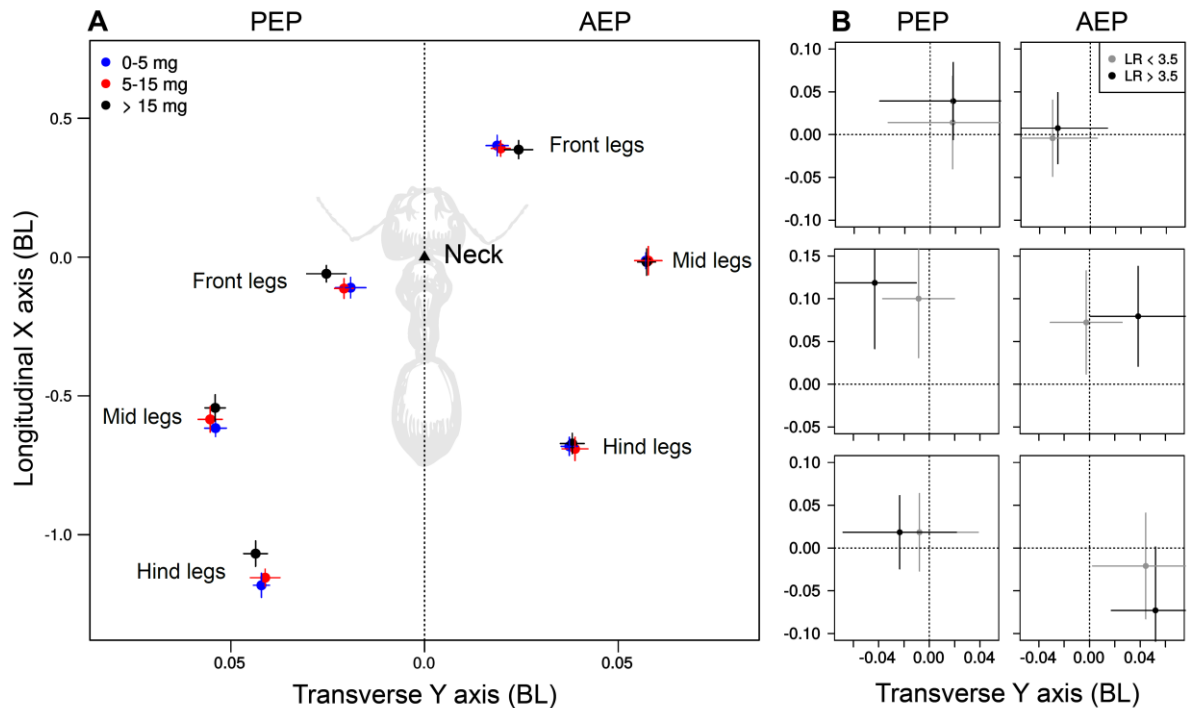 A
PEP
AEP
0-5 mg
5-15 mg
> 15 mg
Front legs
Neck
Mid legs
Front legs
Mid legs
Hind legs
Hind legs
0.5
0.0
-0.5
-1.0
Longitudinal X axis (BL)
0.05
0.0
0.05
Transverse Y axis (BL)
B
PEP
AEP
LR < 3.5
LR > 3.5
0.10
0.05
0.00
-0.05
-0.10
0.10
0.05
0.00
-0.05
0.10
0.05
0.00
-0.05
-0.10
-0.04
0.00
0.04
-0.04
0.00
0.04
Transverse Y axis (BL)